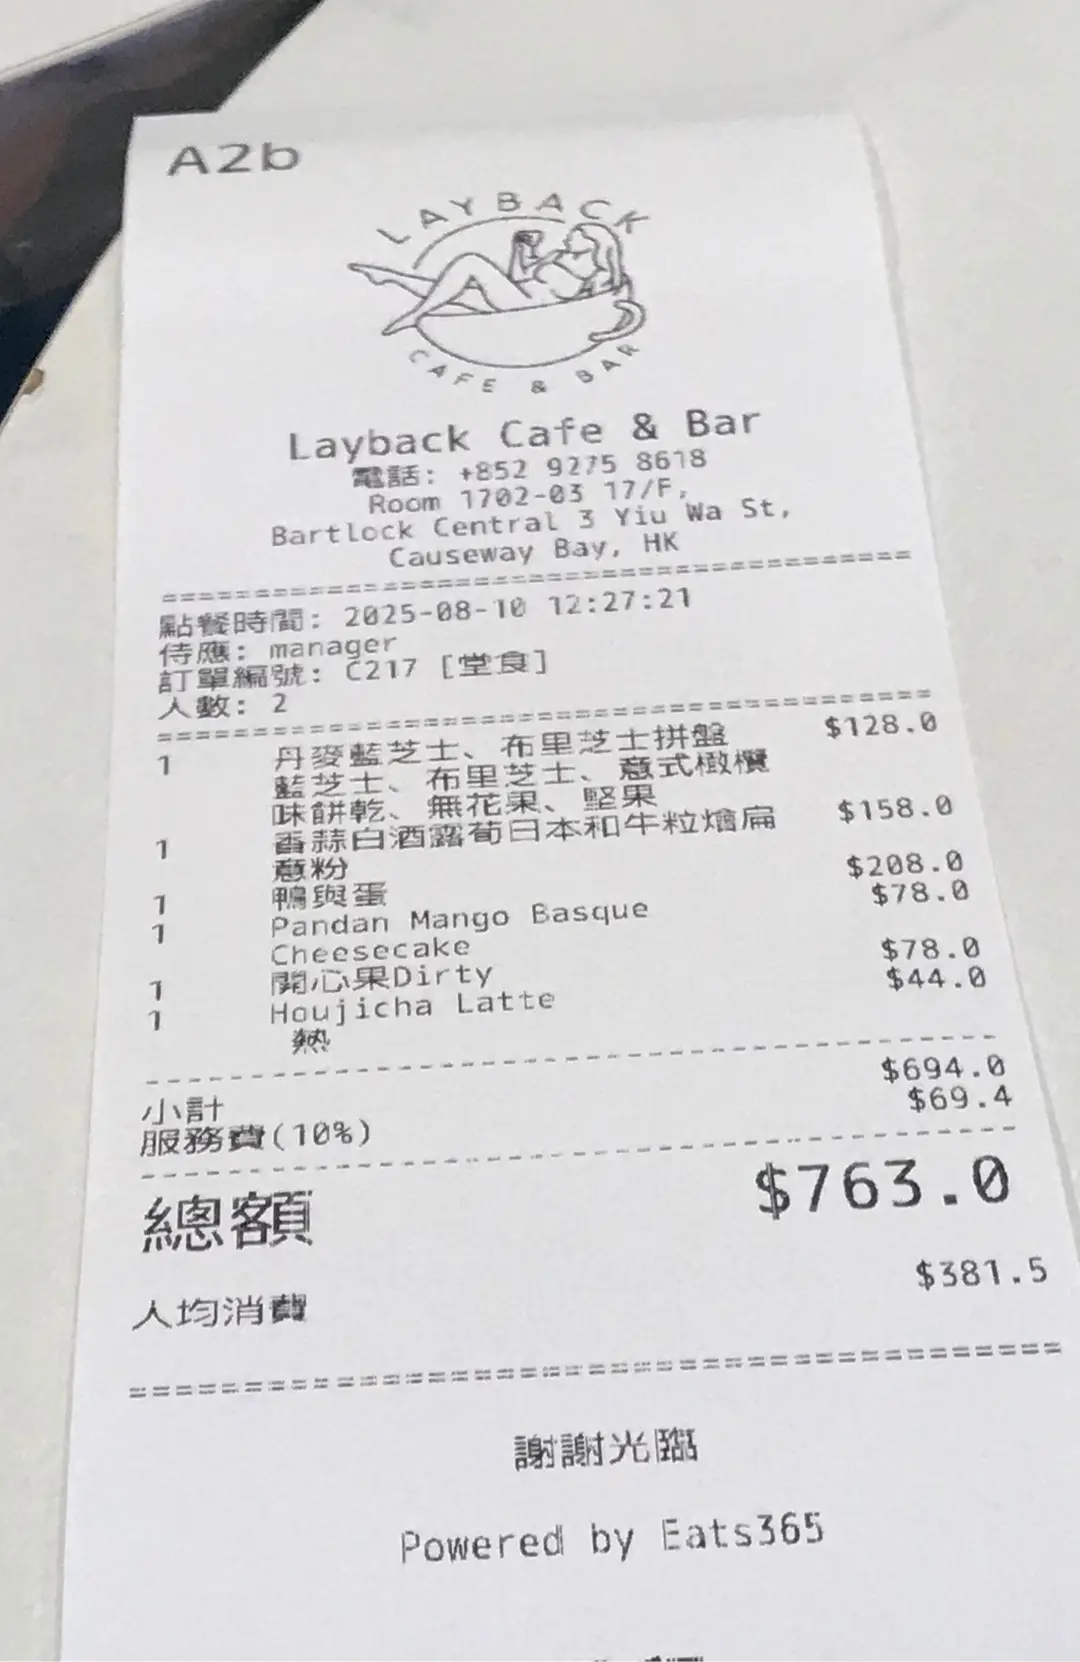 A2b
LAYBACK
CAFE & BAR
Layback Cafe & Bar
電話: +852 9275 8618
Room 1702-03 17/F,
Bartlock Central 3 Yiu Wa St,
Causeway Bay, HK
點餐時間: 2025-08-10 12:27:21
侍應: manager
訂單編號: C217 [堂食]
人數: 2
1 丹麥藍芝士、布里芝士拼盤 $128.0
藍芝士、布里芝士、意式橄欖
味餅乾、無花果、堅果
1 香蒜白酒露荀日本和牛粒燴扁 $158.0
意粉
1 鴨與蛋 $208.0
1 Pandan Mango Basque $78.0
Cheesecake
1 開心果Dirty $78.0
1 Houjicha Latte $44.0
熱
小計 $694.0
服務費(10%) $69.4
總額 $763.0
人均消費 $381.5
謝謝光臨
Powered by Eats365